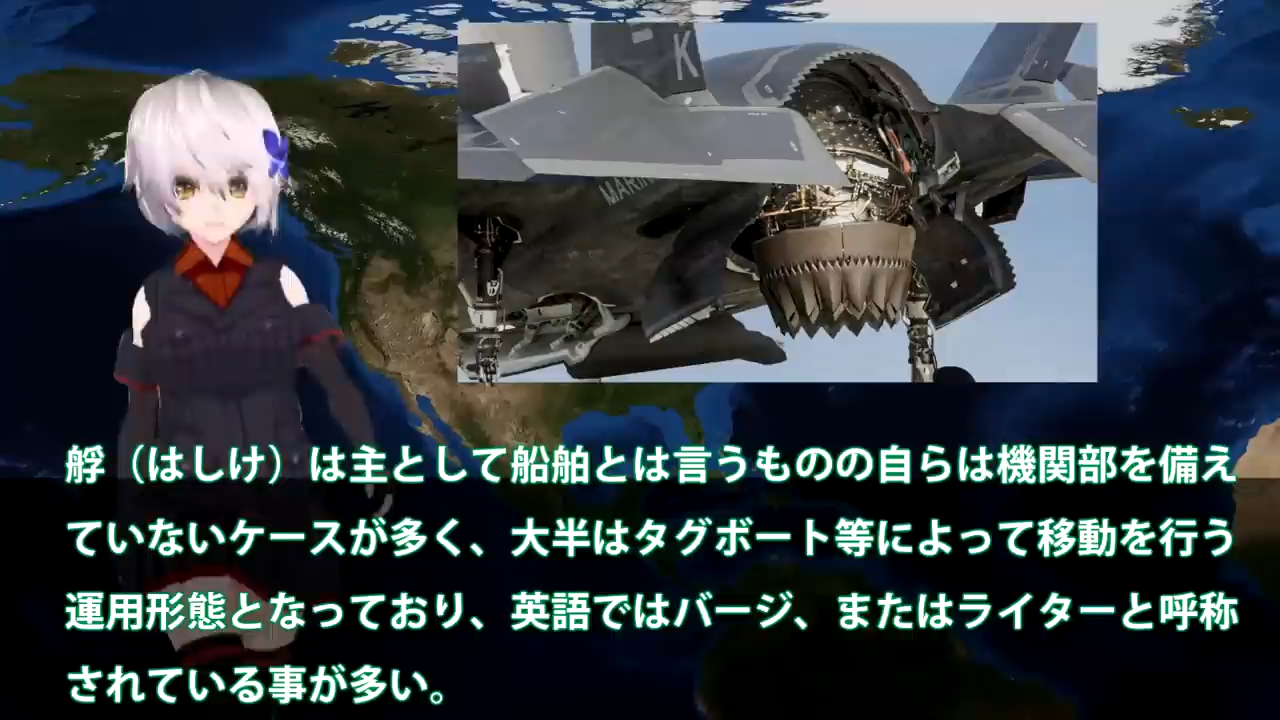 K
MARIN
艀（はしけ）は主として船舶とは言うものの自らは機関部を備え
ていないケースが多く、大半はタグボート等によって移動を行う
運用形態となっており、英語ではバージ、またはライターと呼称
されている事が多い。